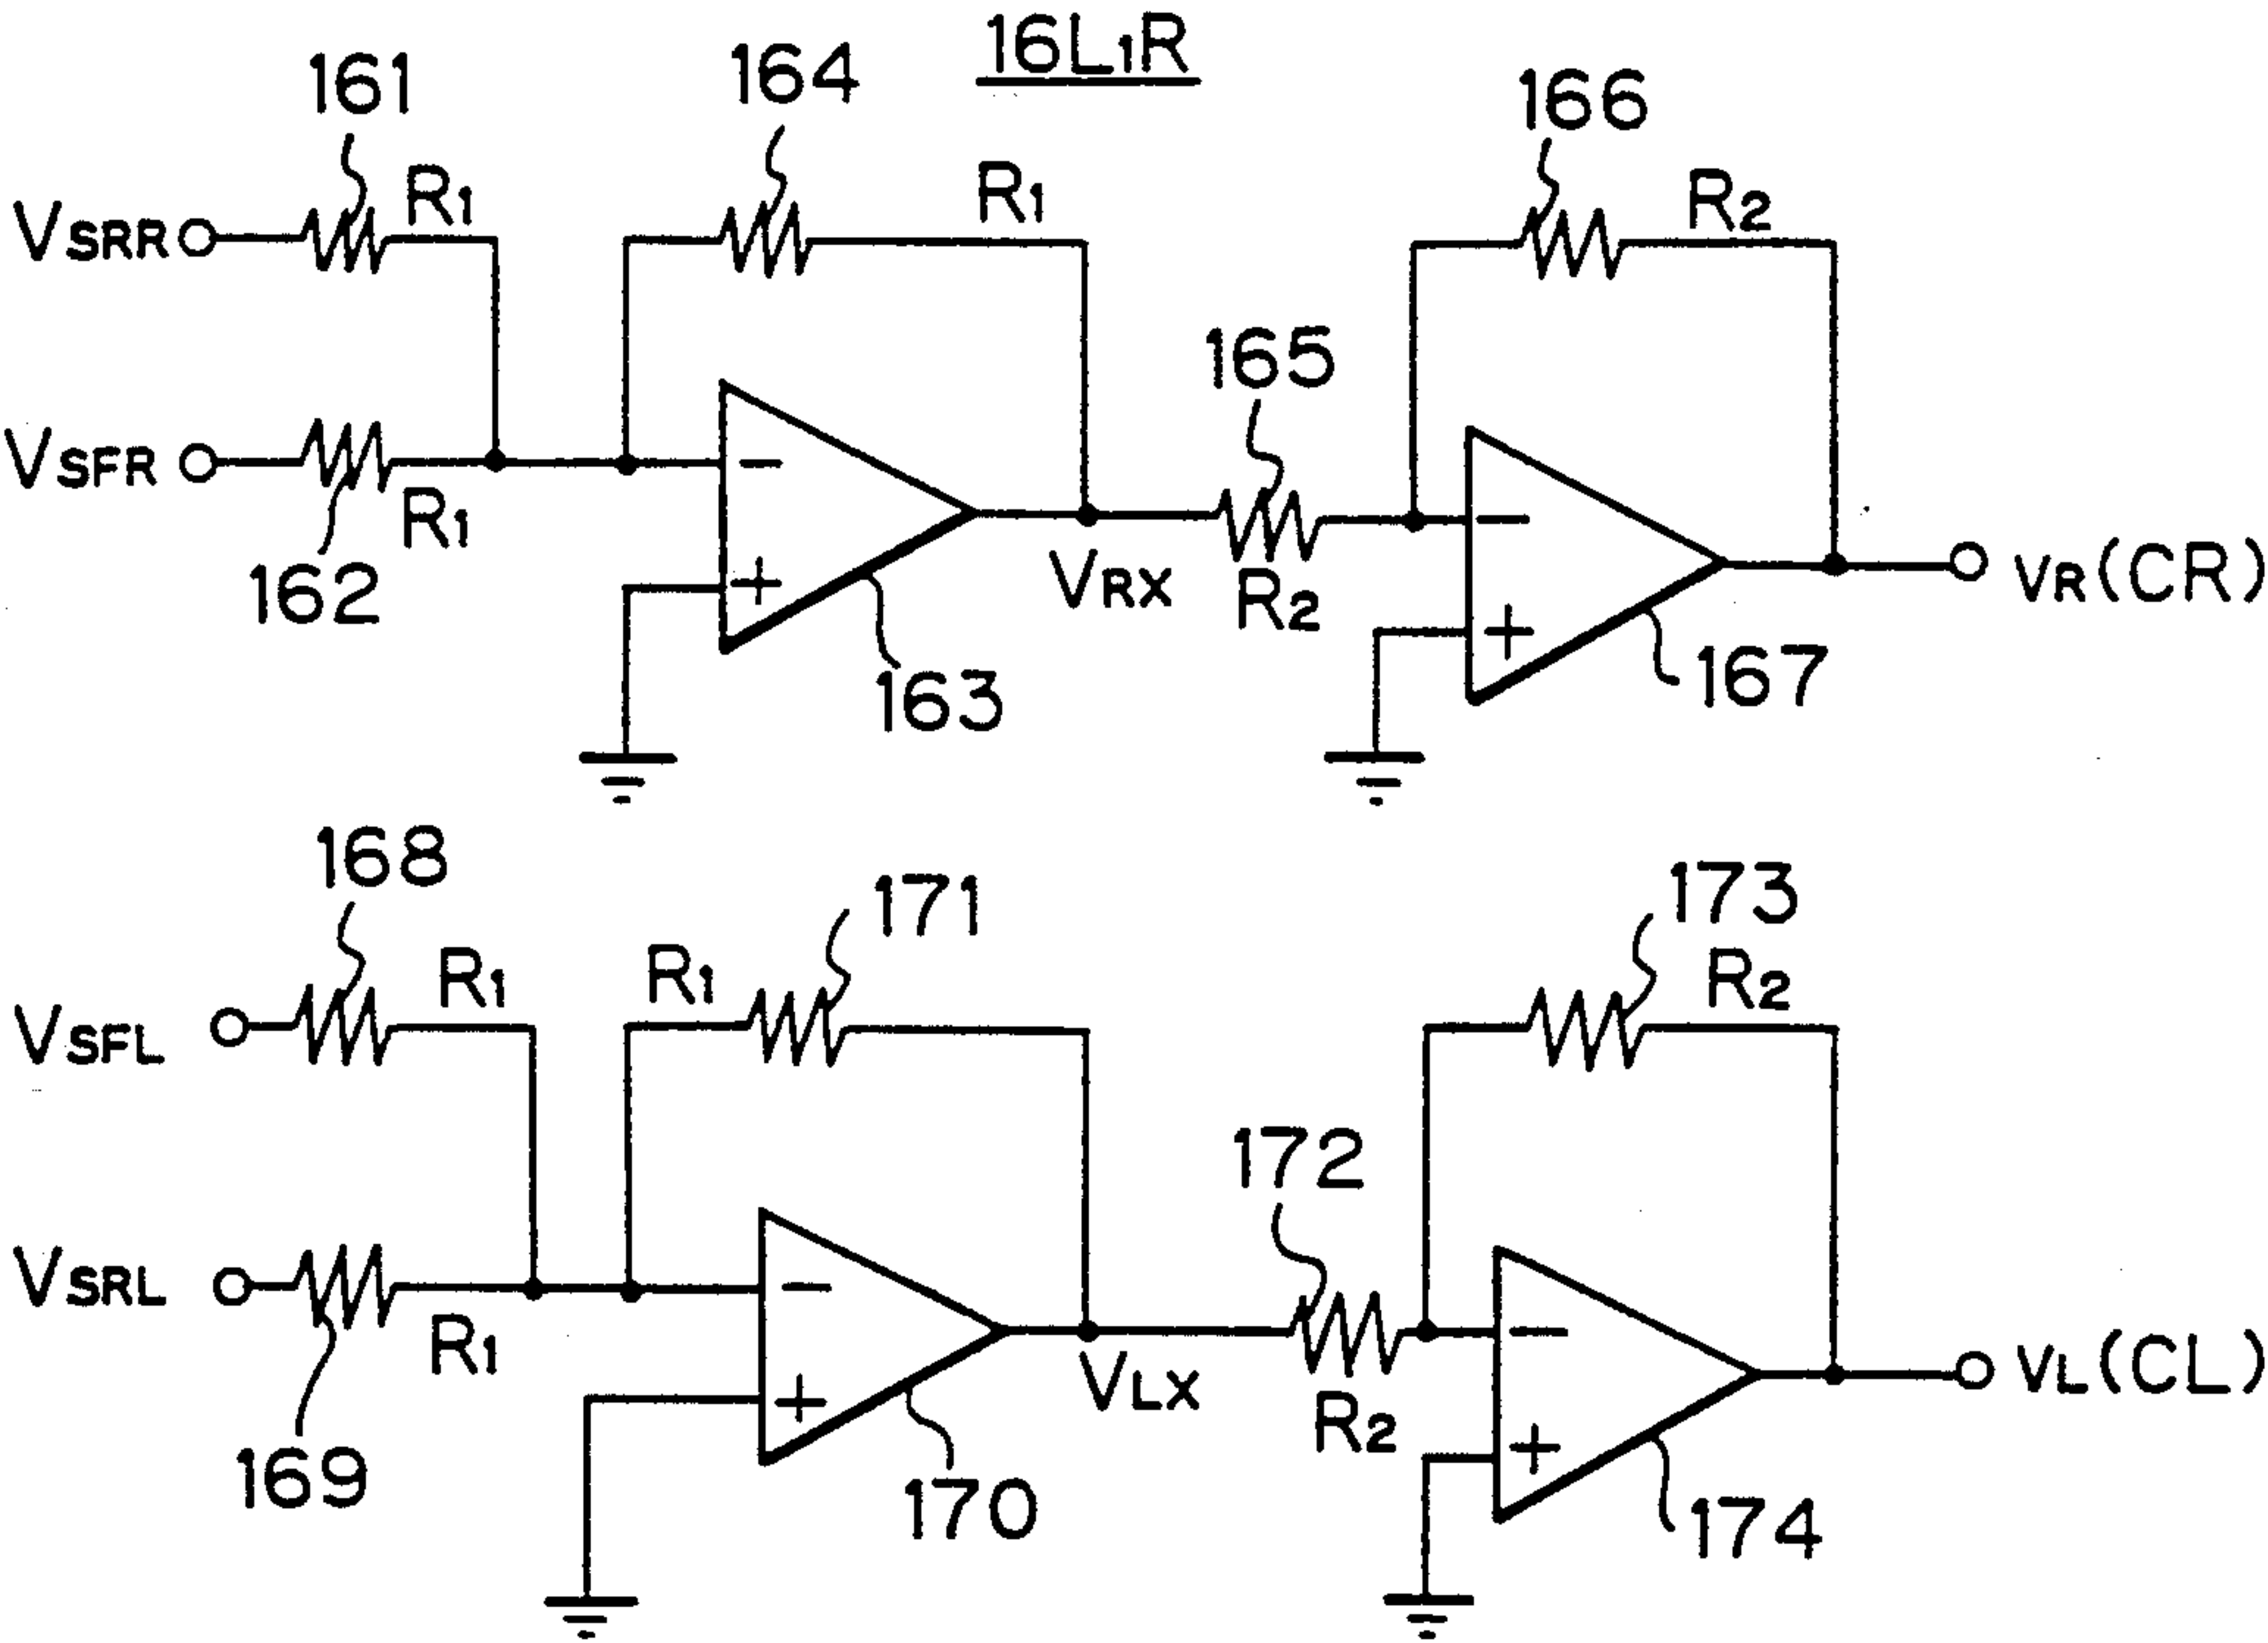 16L1R
161
164
166
R1
R1
R2
VSRR
165
VSFR
R1
162
VRX
R2
VR(CR)
163
167
168
171
173
R1
R1
R2
VSFL
172
VSRL
R1
VLX
R2
VL(CL)
169
170
174